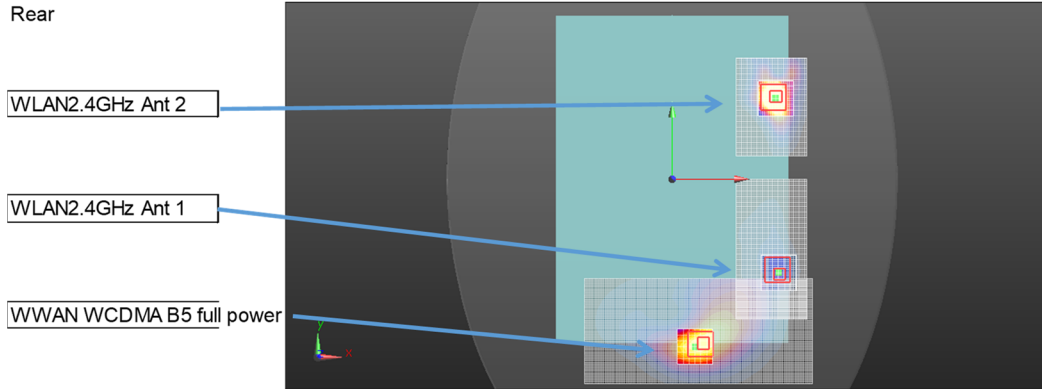 Rear
WLAN2.4GHz Ant 2
WLAN2.4GHz Ant 1
WWAN WCDMA B5 full power
y
x